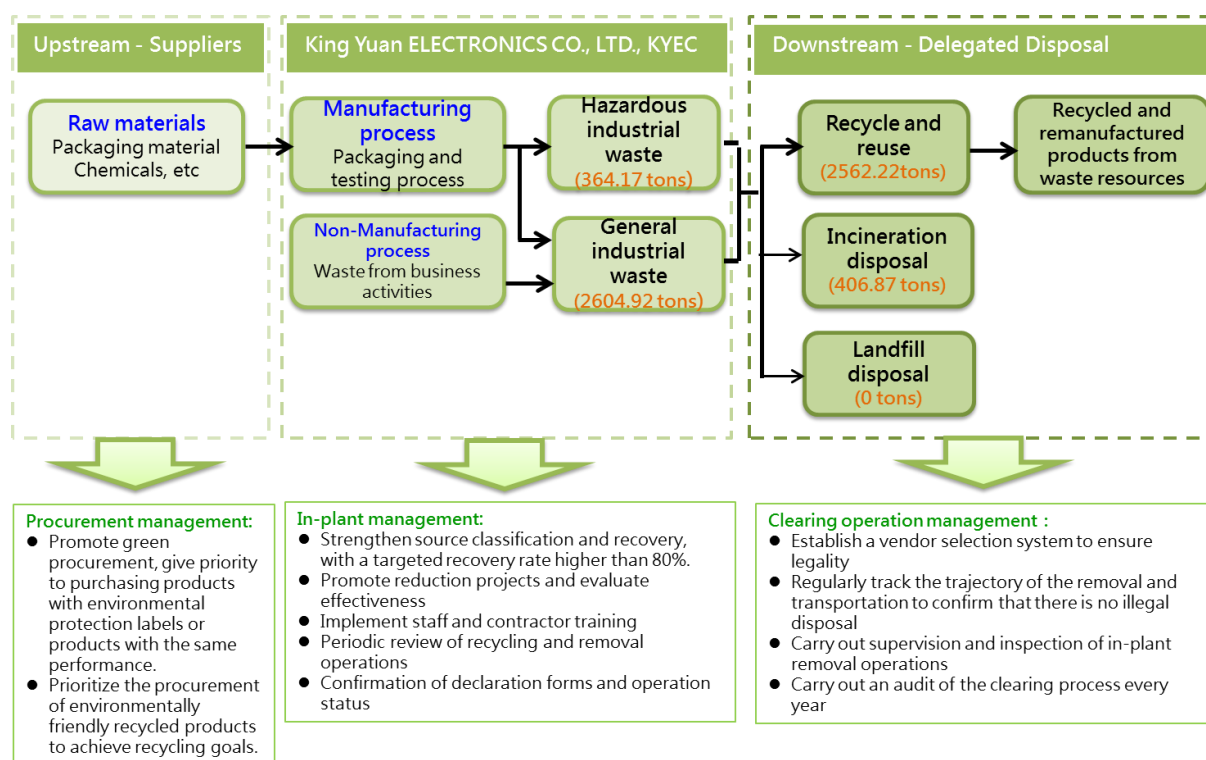 Upstream - Suppliers
King Yuan ELECTRONICS CO., LTD., KYEC
Downstream - Delegated Disposal
Raw materials
Packaging material
Chemicals, etc
Manufacturing
process
Packaging and
testing process
Non-Manufacturing
process
Waste from business
activities
Hazardous
industrial
waste
(364.17 tons)
General
industrial
waste
(2604.92 tons)
Recycle and
reuse
(2562.22tons)
Incineration
disposal
(406.87 tons)
Landfill
disposal
(0 tons)
Recycled and
remanufactured
products from
waste resources
Procurement management:
● Promote green
procurement, give priority
to purchasing products
with environmental
protection labels or
products with the same
performance.
● Prioritize the procurement
of environmentally
friendly recycled products
to achieve recycling goals.
In-plant management:
● Strengthen source classification and recovery,
with a targeted recovery rate higher than 80%.
● Promote reduction projects and evaluate
effectiveness
● Implement staff and contractor training
● Periodic review of recycling and removal
operations
● Confirmation of declaration forms and operation
status
Clearing operation management：
● Establish a vendor selection system to ensure
legality
● Regularly track the trajectory of the removal and
transportation to confirm that there is no illegal
disposal
● Carry out supervision and inspection of in-plant
removal operations
● Carry out an audit of the clearing process every
year